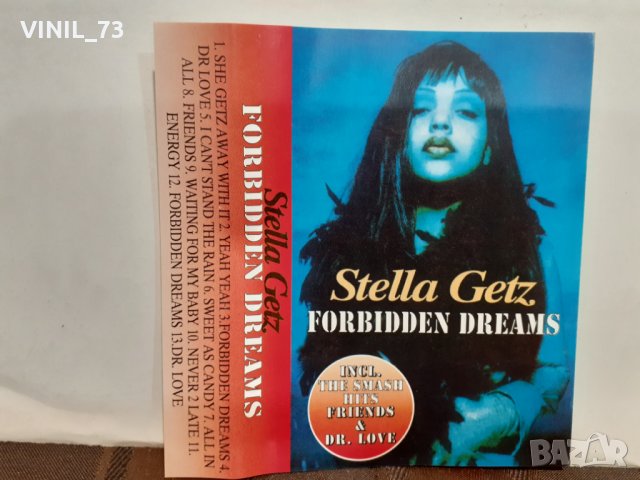 VINIL_73
1. SHE GETZ AWAY WITH IT 2. YEAH YEAH 3.FORBIDDEN DREAMS 4.
DR LOVE 5. I CAN'T STAND THE RAIN 6. SWEET AS CANDY 7. ALL IN
ALL 8. FRIENDS 9. WAITING FOR MY BABY 10. NEVER 2 LATE 11.
ENERGY 12. FORBIDDEN DREAMS 13.DR. LOVE
Stella Getz
FORBIDDEN DREAMS
Stella Getz
FORBIDDEN DREAMS
INCL.
THE SMASH
HITS
FRIENDS
&
DR. LOVE
BAZAR